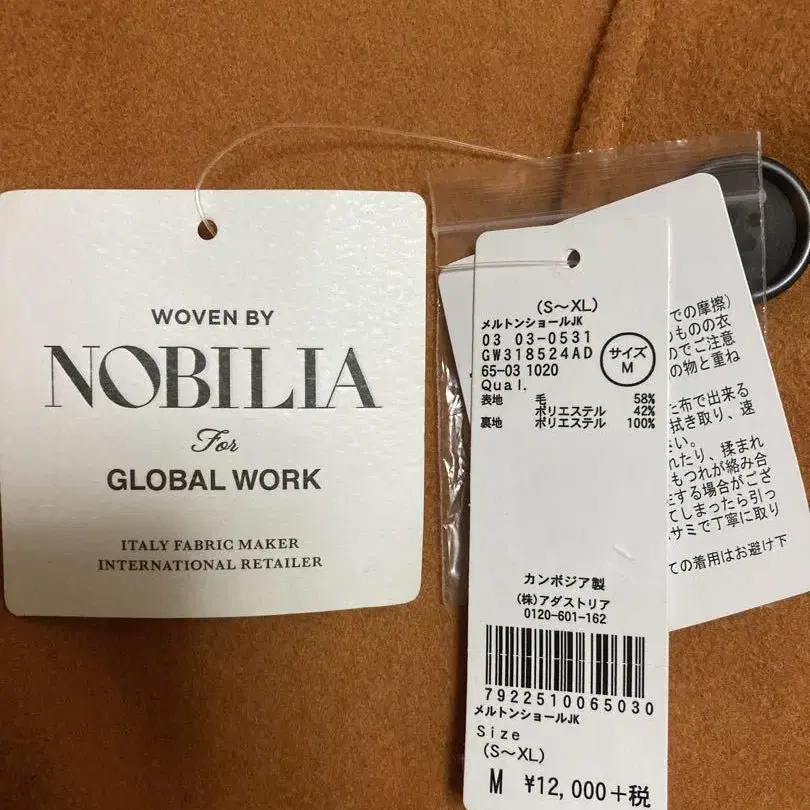 WOVEN BY
NOBILIA
For
GLOBAL WORK
ITALY FABRIC MAKER
INTERNATIONAL RETAILER
(S～XL)
メルトンショールJK
03 03-0531
GW318524AD
65-03 1020
サイズ
M
Qual.
表地 毛 58%
ポリエステル 42%
裏地 ポリエステル 100%
カンボジア製
(株)アダストリア
0120-601-162
7922510065030
メルトンショールJK
Size
(S～XL)
M ¥12,000+税
での摩擦)
のものの衣
のでご注意
の物と重ね
た布で出来る
拭き取り、速
さい。
れたり、揉まれ
もつれが絡み合
生する場合がござ
てしまったら引っ
サミで丁寧に取り
ての着用はお避け下